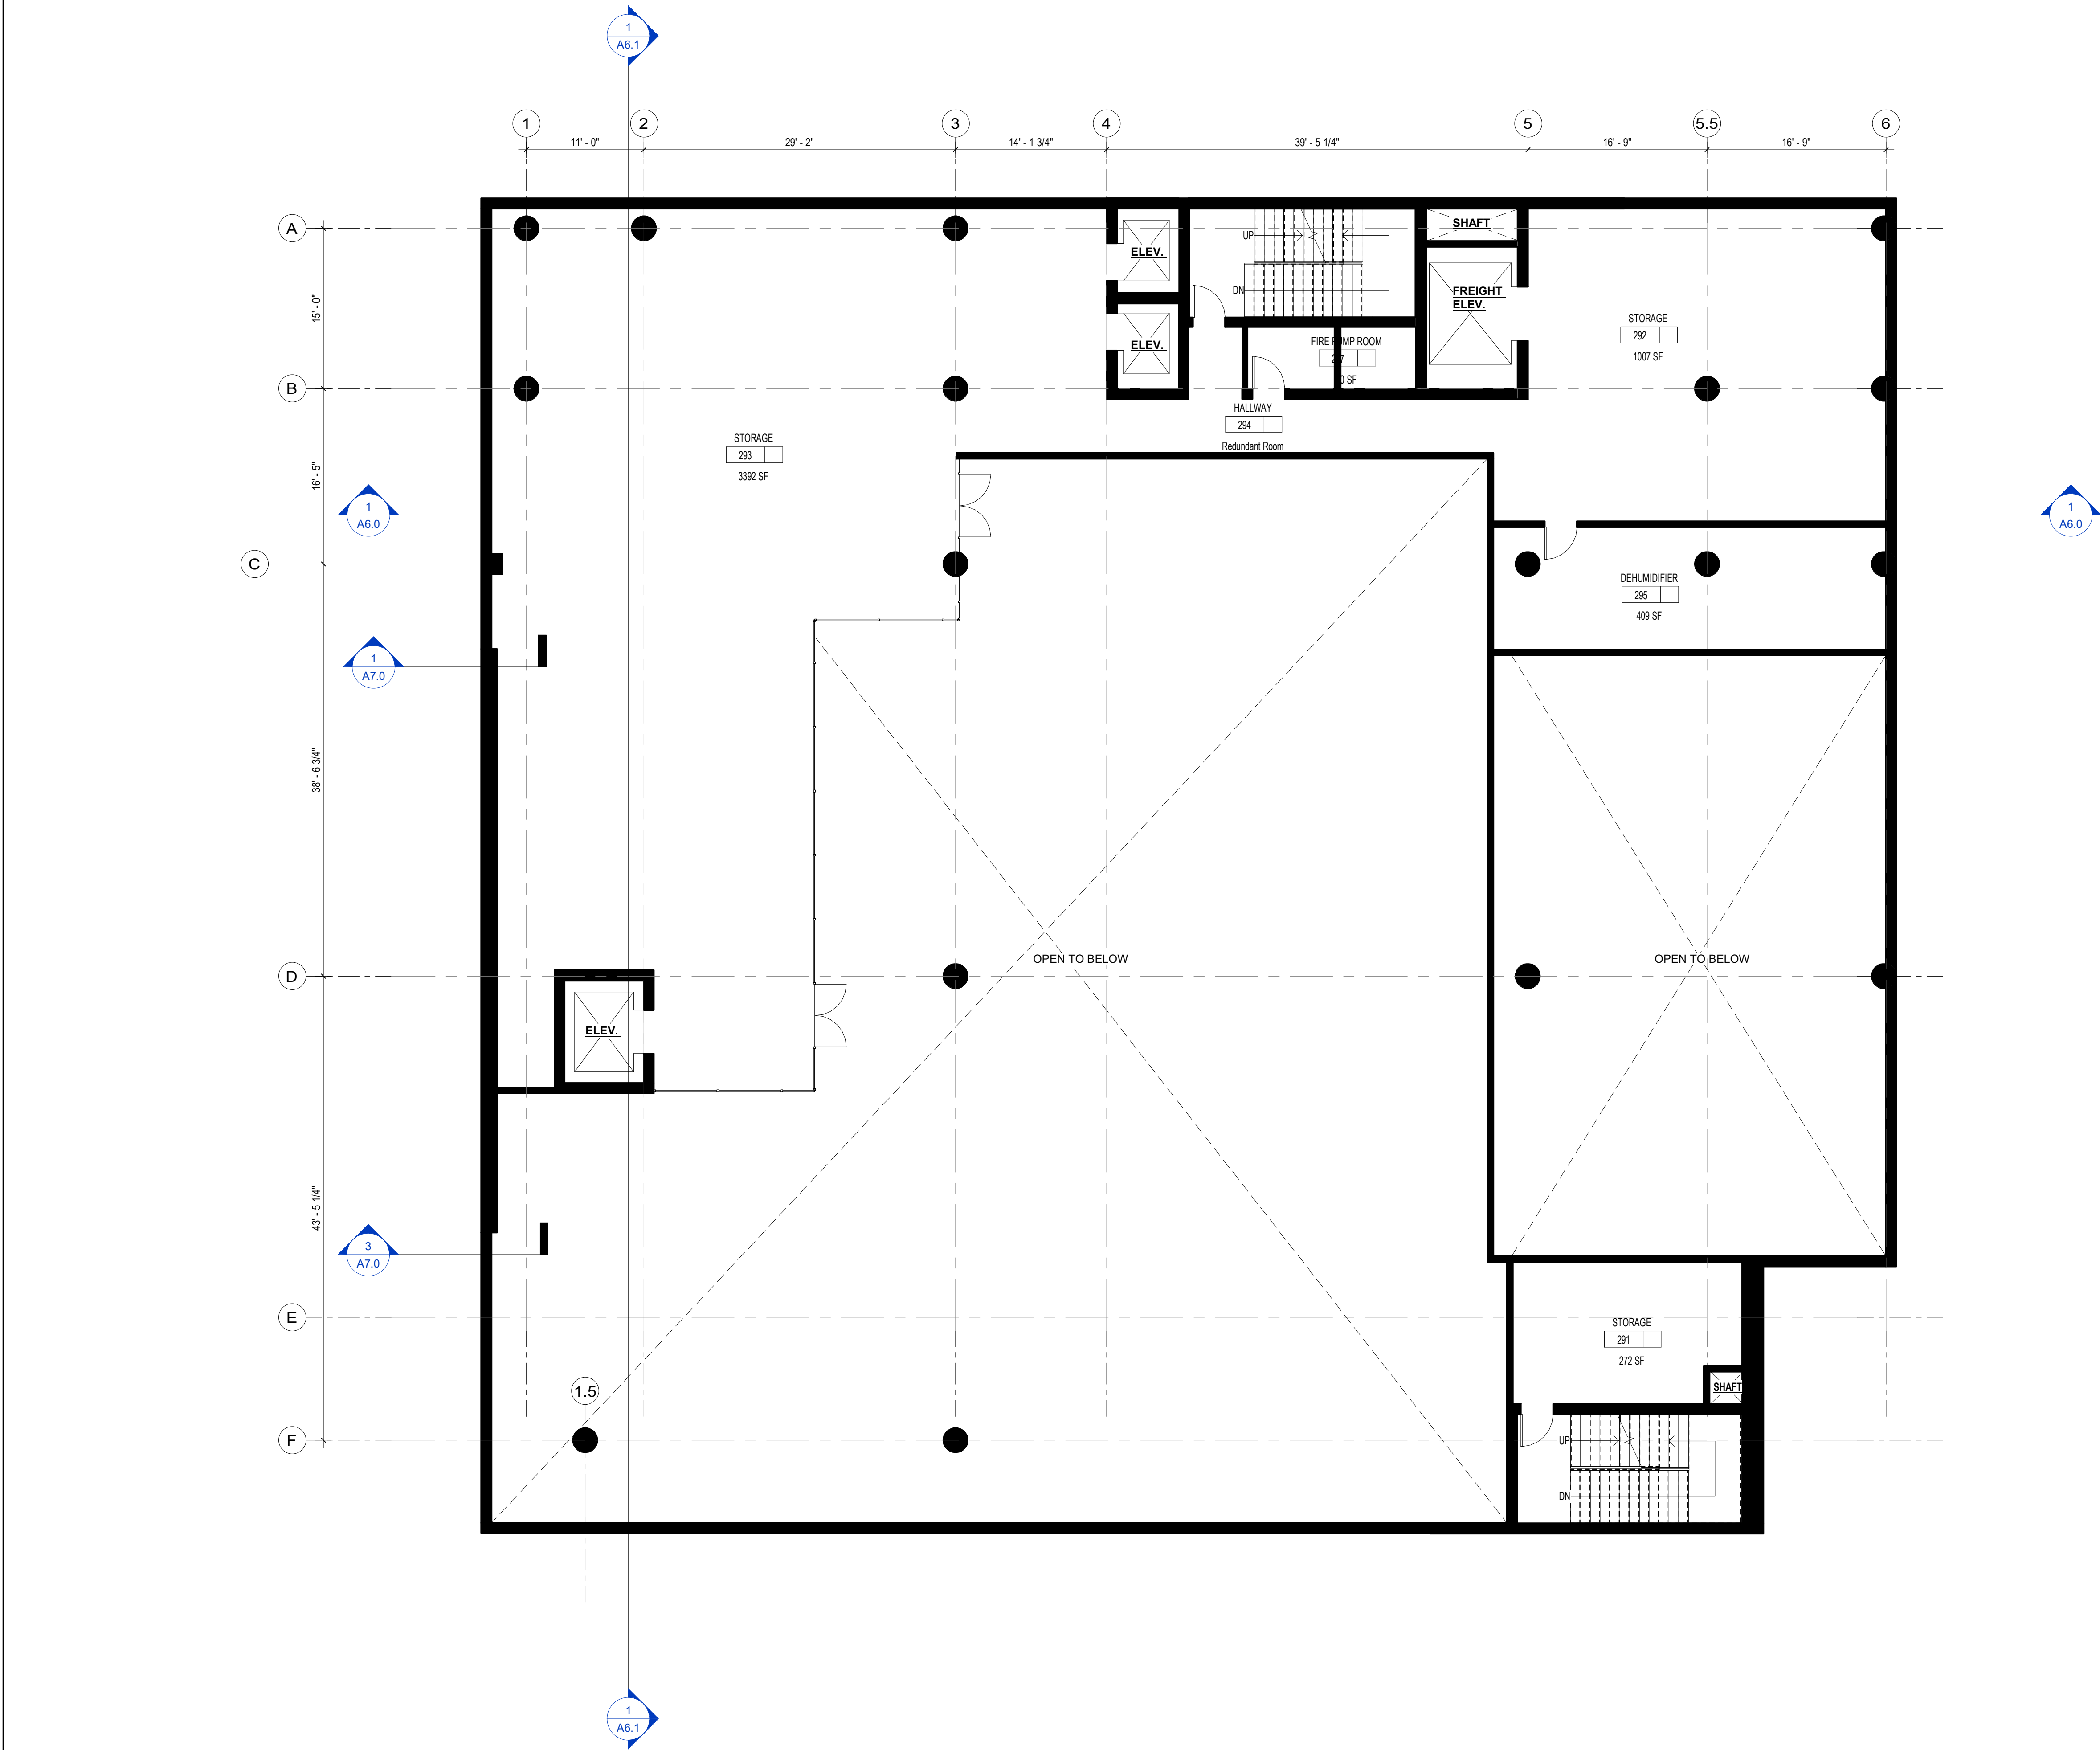 1
A6.1
1 2 3 4 5 5.5 6
11' - 0" 29' - 2" 14' - 1 3/4" 39' - 5 1/4" 16' - 9" 16' - 9"
A
SHAFT
UP
ELEV.
DN
FREIGHT
ELEV.
15' - 0"
STORAGE
292
1007 SF
ELEV.
FIRE PUMP ROOM
0 SF
B
HALLWAY
294
Redundant Room
STORAGE
293
3392 SF
16' - 5"
1
A6.0
1
A6.0
C
DEHUMIDIFIER
295
409 SF
1
A7.0
38' - 6 3/4"
OPEN TO BELOW
OPEN TO BELOW
D
ELEV.
43' - 5 1/4"
3
A7.0
E
STORAGE
291
272 SF
SHAFT
1.5
F
UP
DN
1
A6.1